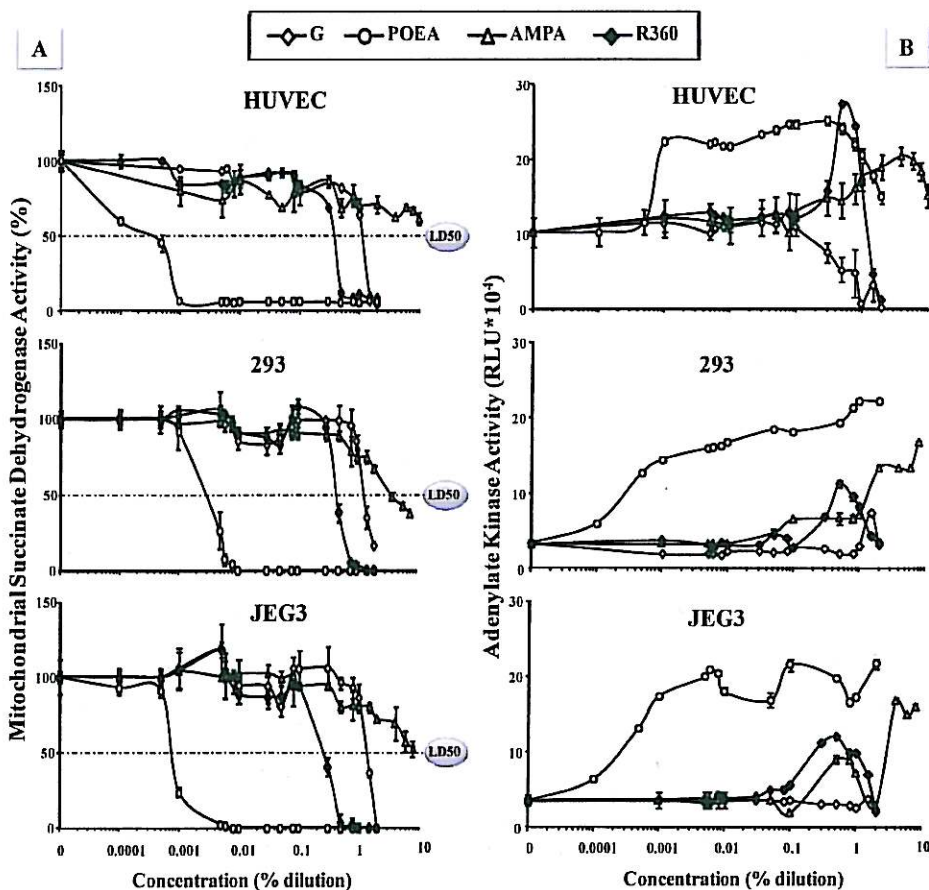 G POEA AMPA R360
A
B
HUVEC
HUVEC
Mitochondrial Succinate Dehydrogenase Activity (%)
Adenylate Kinase Activity (RLU*10⁴)
150
100
50
0
LD50
30
20
10
0
293
293
150
100
50
0
LD50
30
20
10
0
JEG3
JEG3
150
100
50
0
LD50
30
20
10
0
0 0.0001 0.001 0.01 0.1 1 10
0 0.0001 0.001 0.01 0.1 1 10
Concentration (% dilution)
Concentration (% dilution)